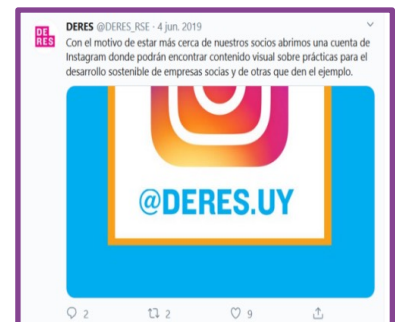 DE
RES
DERES @DERES_RSE · 4 jun. 2019
Con el motivo de estar más cerca de nuestros socios abrimos una cuenta de
Instagram donde podrán encontrar contenido visual sobre prácticas para el
desarrollo sostenible de empresas socias y de otras que den el ejemplo.
@DERES.UY
2 2 9